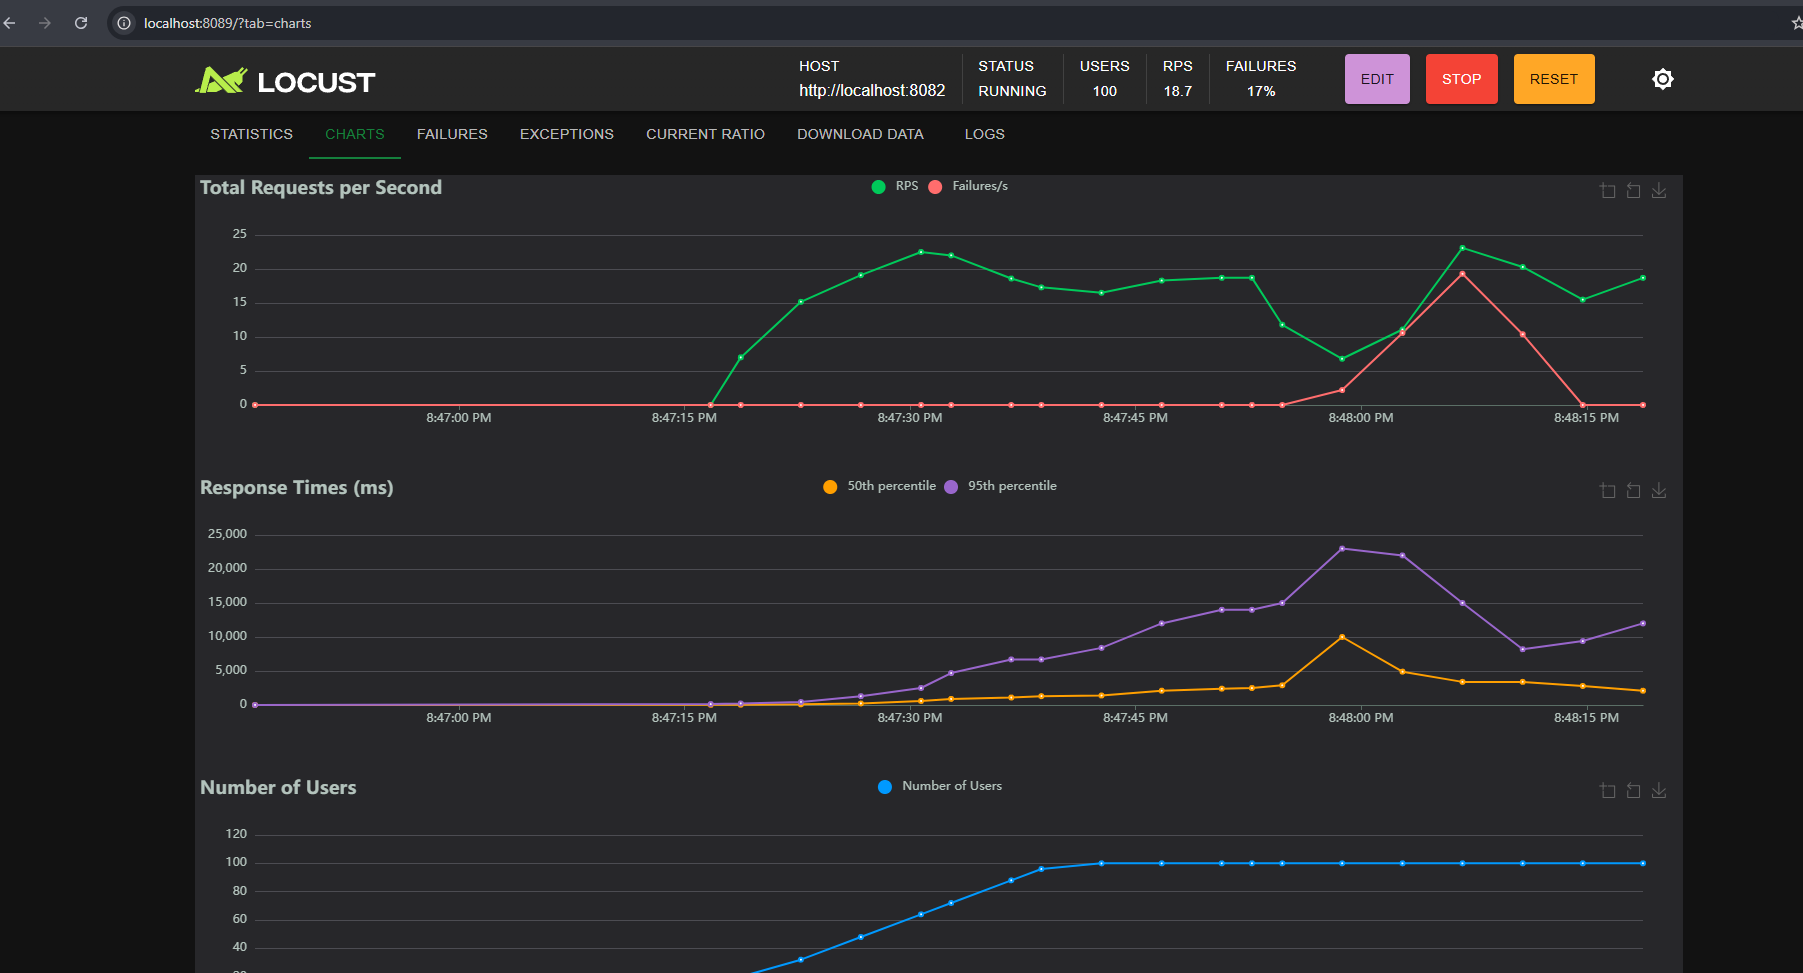 localhost:8089/?tab=charts
LOCUST
HOST
http://localhost:8082
STATUS
RUNNING
USERS
100
RPS
18.7
FAILURES
17%
EDIT
STOP
RESET
STATISTICS
CHARTS
FAILURES
EXCEPTIONS
CURRENT RATIO
DOWNLOAD DATA
LOGS
Total Requests per Second
RPS
Failures/s
25
20
15
10
5
0
8:47:00 PM
8:47:15 PM
8:47:30 PM
8:47:45 PM
8:48:00 PM
8:48:15 PM
Response Times (ms)
50th percentile
95th percentile
25,000
20,000
15,000
10,000
5,000
0
8:47:00 PM
8:47:15 PM
8:47:30 PM
8:47:45 PM
8:48:00 PM
8:48:15 PM
Number of Users
Number of Users
120
100
80
60
40